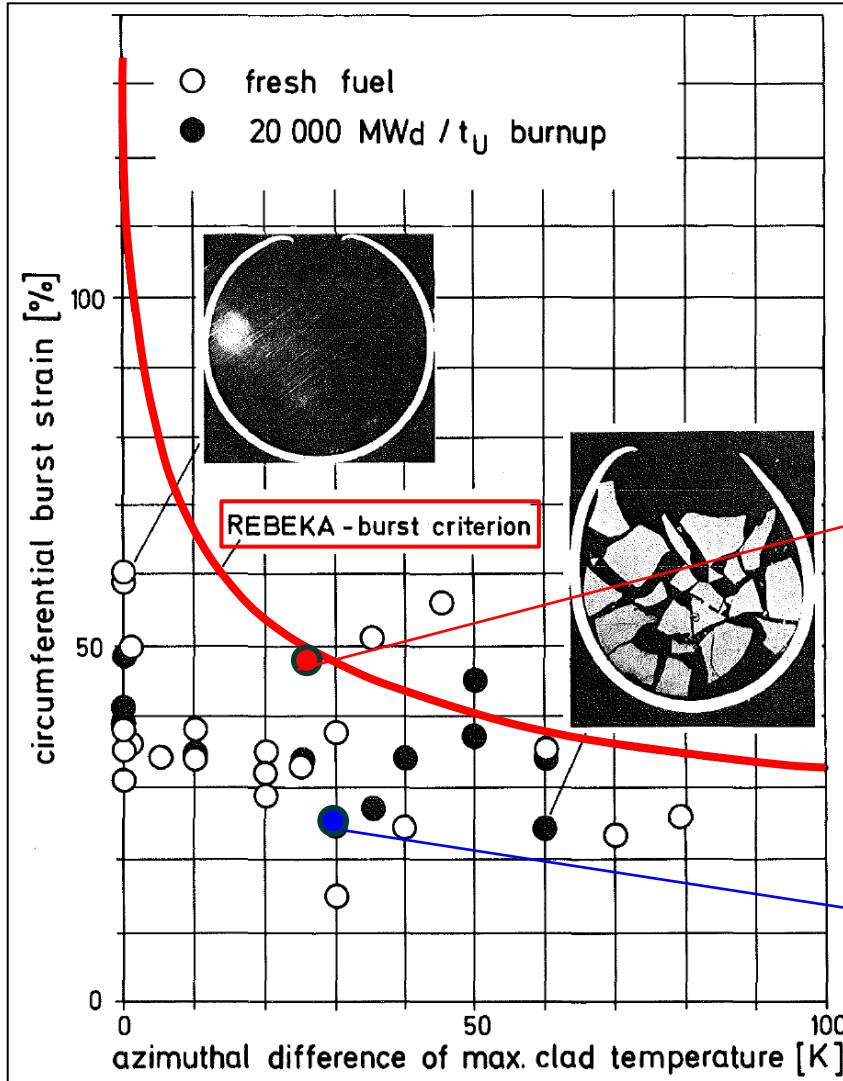 fresh fuel
20 000 MWd / tU burnup
circumferential burst strain [%]
100
REBEKA - burst criterion
50
0
0
50
100
azimuthal difference of max. clad temperature [K]